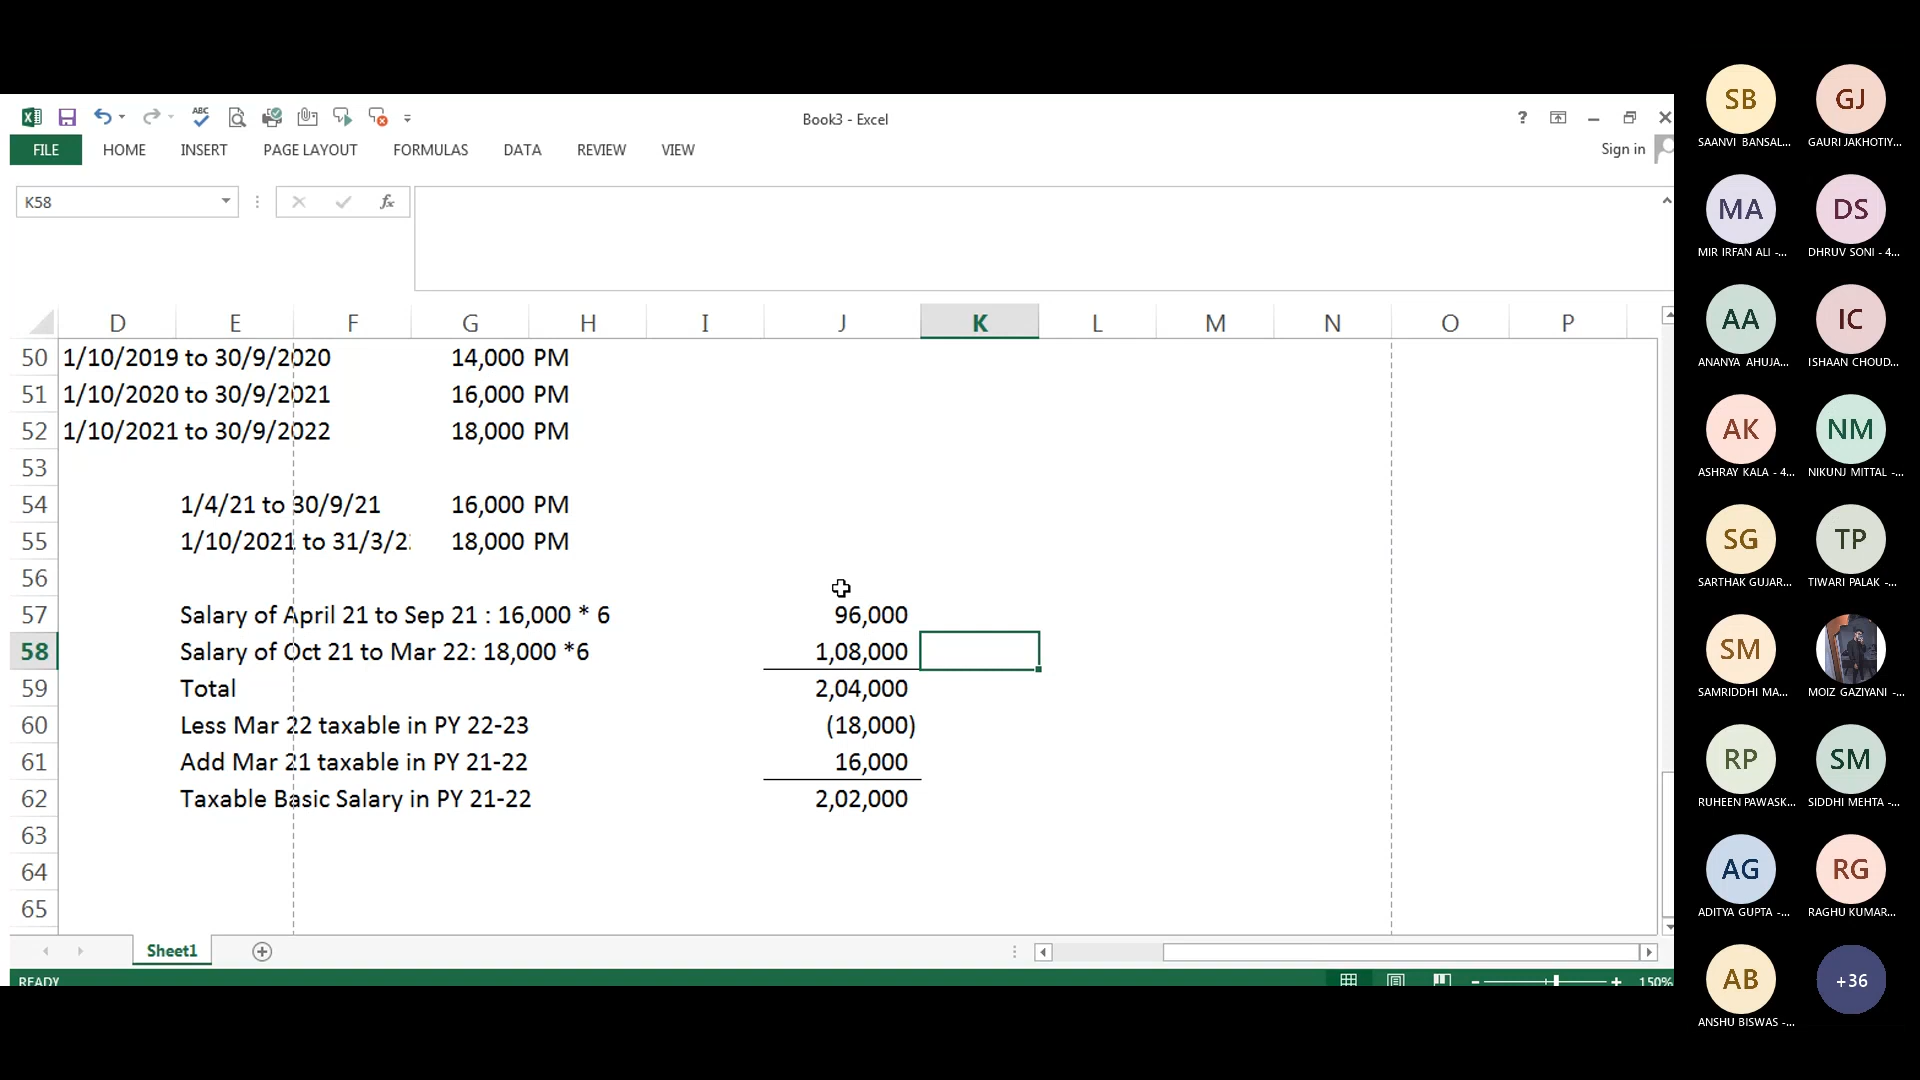 ABC
Book3 - Excel
?
FILE HOME INSERT PAGE LAYOUT FORMULAS DATA REVIEW VIEW
Sign in
K58
fx
D E F G H I J K L M N O P
50 1/10/2019 to 30/9/2020 14,000 PM
51 1/10/2020 to 30/9/2021 16,000 PM
52 1/10/2021 to 30/9/2022 18,000 PM
53
54 1/4/21 to 30/9/21 16,000 PM
55 1/10/2021 to 31/3/2 18,000 PM
56
57 Salary of April 21 to Sep 21 : 16,000 * 6 96,000
58 Salary of Oct 21 to Mar 22: 18,000 *6 1,08,000
59 Total 2,04,000
60 Less Mar 22 taxable in PY 22-23 (18,000)
61 Add Mar 21 taxable in PY 21-22 16,000
62 Taxable Basic Salary in PY 21-22 2,02,000
63
64
65
Sheet1
READY
150%
SB GJ
SAANVI BANSAL... GAURI JAKHOTIY...
MA DS
MIR IRFAN ALI -... DHRUV SONI - 4...
AA IC
ANANYA AHUJA... ISHAAN CHOUD...
AK NM
ASHRAY KALA - 4... NIKUNJ MITTAL -...
SG TP
SARTHAK GUJAR... TIWARI PALAK -...
SM
SAMRIDDHI MA... MOIZ GAZIYANI -...
RP SM
RUHEEN PAWASK... SIDDHI MEHTA -...
AG RG
ADITYA GUPTA -... RAGHU KUMAR...
AB +36
ANSHU BISWAS -...